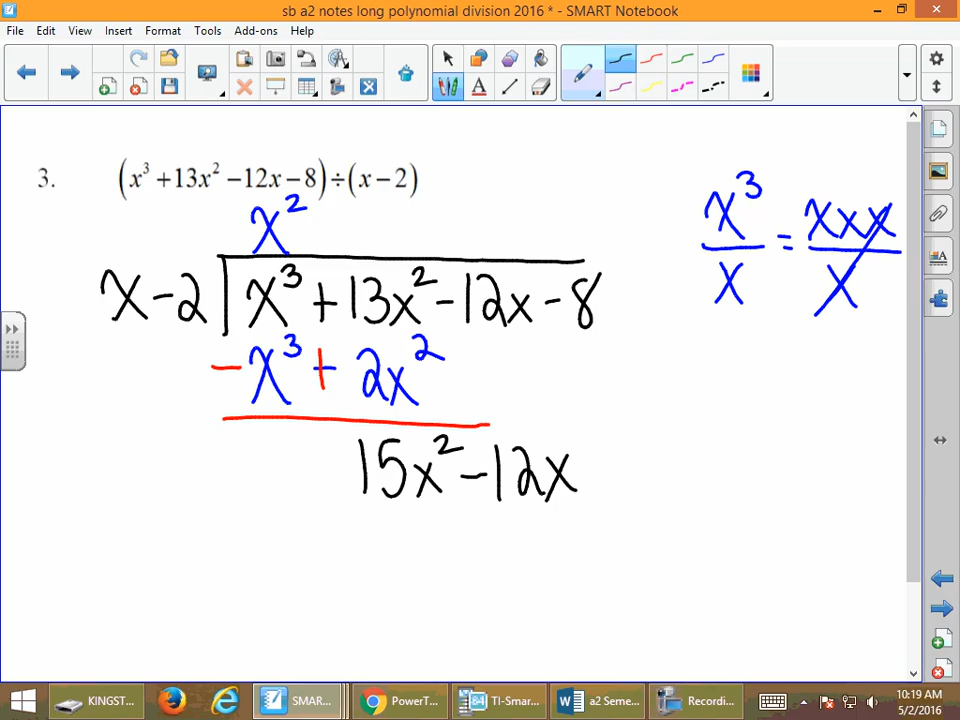 sb a2 notes long polynomial division 2016 * - SMART Notebook
File Edit View Insert Format Tools Add-ons Help
3. (x³ + 13x² − 12x − 8) ÷ (x − 2)
x²
x³/x = xxx/x
x − 2 | x³ + 13x² − 12x − 8
− x³ + 2x²
15x² − 12x
KINGST... SMAR... PowerT... TI-Smar... a2 Seme... Recordi...
10:19 AM
5/2/2016